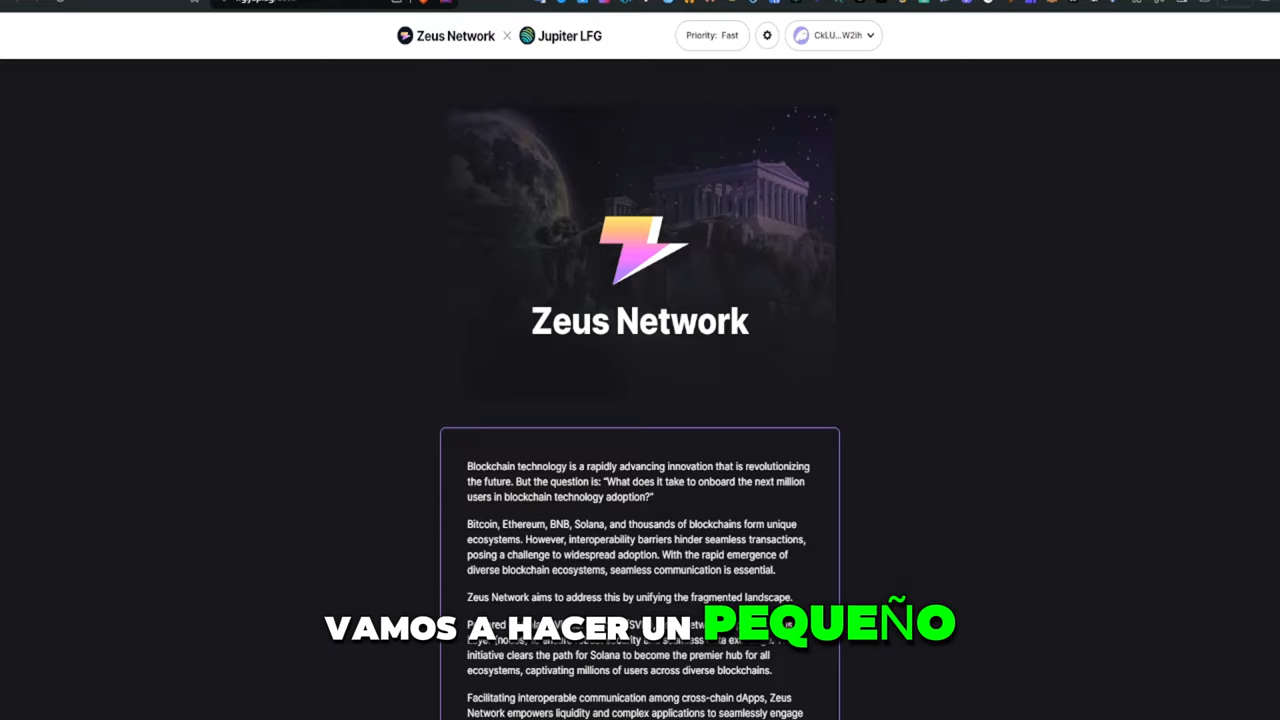 Zeus Network × Jupiter LFG
Priority: Fast
CkLU...W2ih
Zeus Network
Blockchain technology is a rapidly advancing innovation that is revolutionizing
the future. But the question is: “What does it take to onboard the next million
users in blockchain technology adoption?”
Bitcoin, Ethereum, BNB, Solana, and thousands of blockchains form unique
ecosystems. However, interoperability barriers hinder seamless transactions,
posing a challenge to widespread adoption. With the rapid emergence of
diverse blockchain ecosystems, seamless communication is essential.
Zeus Network aims to address this by unifying the fragmented landscape.
VAMOS A HACER UN PEQUEÑO
initiative clears the path for Solana to become the premier hub for all
ecosystems, captivating millions of users across diverse blockchains.
Facilitating interoperable communication among cross-chain dApps, Zeus
Network empowers liquidity and complex applications to seamlessly engage